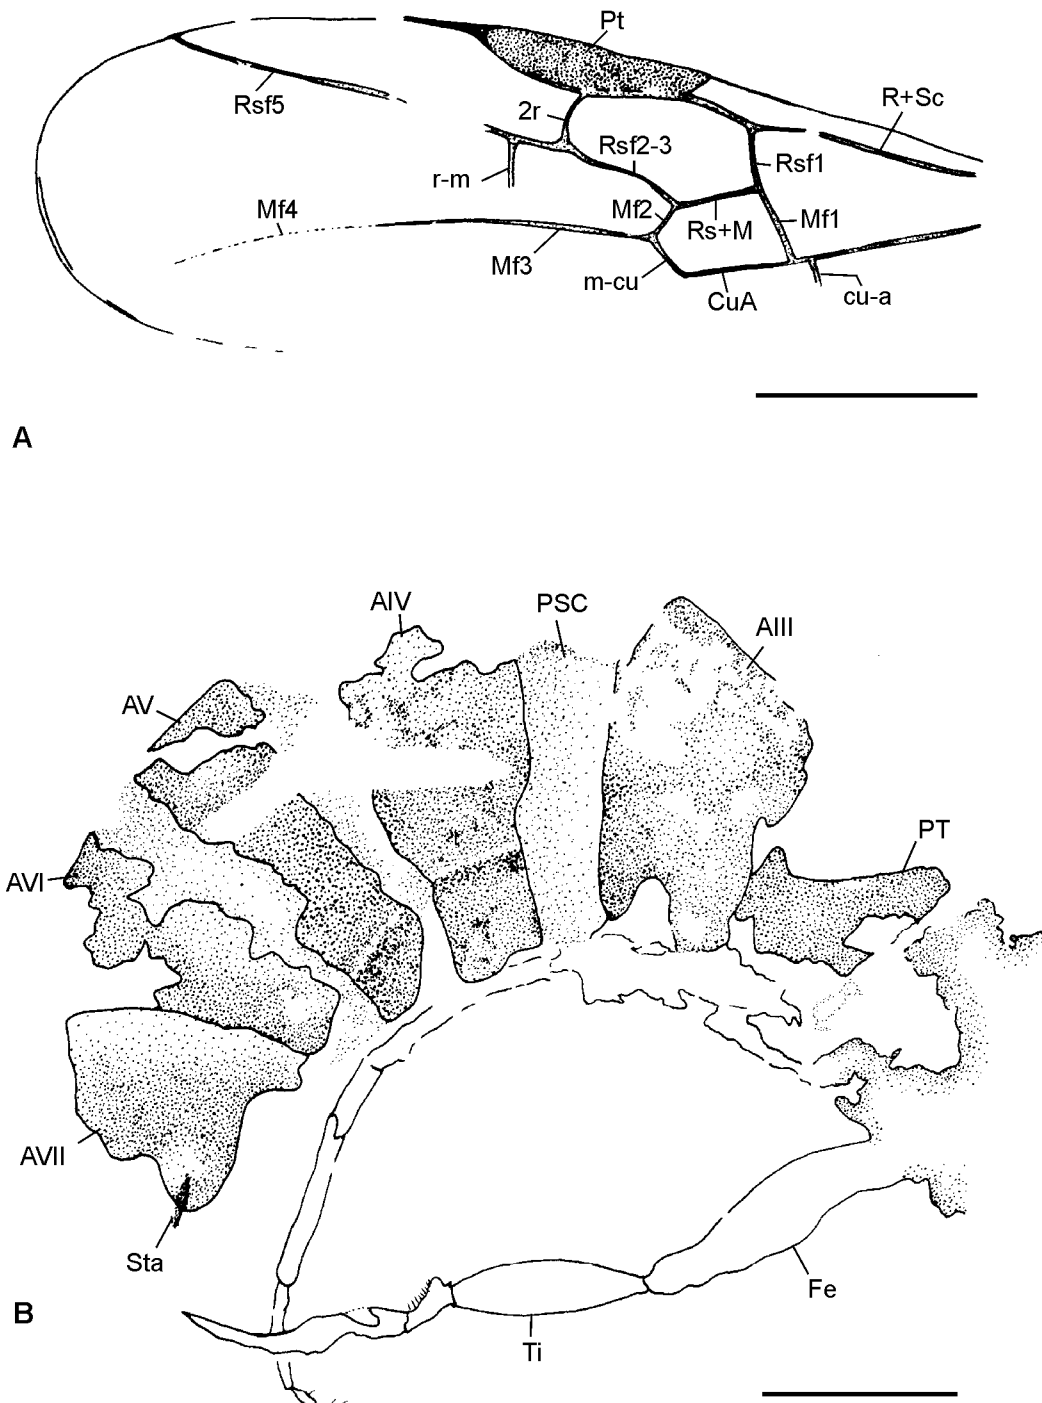 Pt
Rsf5
2r
R+Sc
Rsf2-3
Rsf1
r-m
Mf4
Mf2
Rs+M
Mf1
Mf3
m-cu
CuA
cu-a
A
AIV
PSC
AIII
AV
PT
AVI
AVII
Sta
Fe
B
Ti